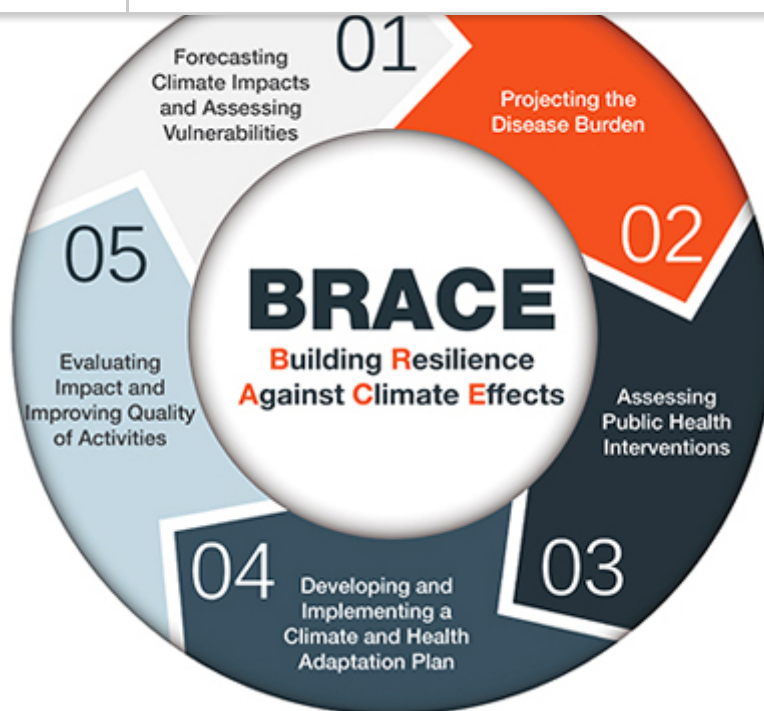 01
Forecasting
Climate Impacts
and Assessing
Vulnerabilities
Projecting the
Disease Burden
02
Assessing
Public Health
Interventions
03
04
Developing and
Implementing a
Climate and Health
Adaptation Plan
05
Evaluating
Impact and
Improving Quality
of Activities
BRACE
Building Resilience
Against Climate Effects